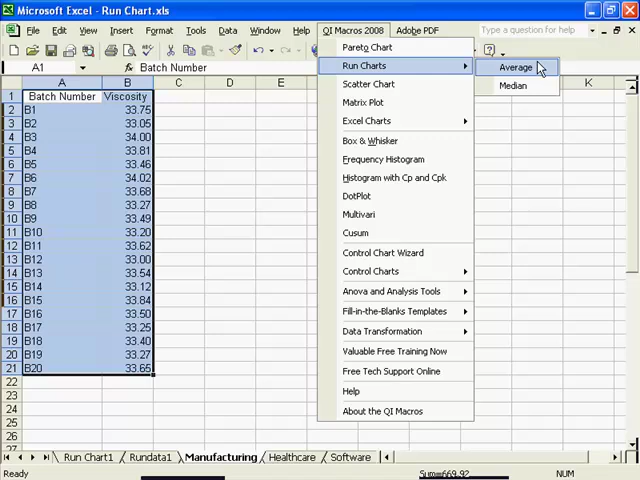 Microsoft Excel - Run Chart.xls
File Edit View Insert Format Tools Data Window QI Macros 2008 Adobe PDF Type a question for help
A1 Batch Number
A B C D E K
1 Batch Number Viscosity
2 B1 33.75
3 B2 33.05
4 B3 34.00
5 B4 33.81
6 B5 33.46
7 B6 34.02
8 B7 33.68
9 B8 33.27
10 B9 33.49
11 B10 33.20
12 B11 33.62
13 B12 33.00
14 B13 33.54
15 B14 33.12
16 B15 33.84
17 B16 33.50
18 B17 33.25
19 B18 33.40
20 B19 33.27
21 B20 33.65
22
23
24
25
26
27
Pareto Chart
Run Charts
Scatter Chart
Matrix Plot
Excel Charts
Box & Whisker
Frequency Histogram
Histogram with Cp and Cpk
DotPlot
Multivari
Cusum
Control Chart Wizard
Control Charts
Anova and Analysis Tools
Fill-in-the-Blanks Templates
Data Transformation
Valuable Free Training Now
Free Tech Support Online
Help
About the QI Macros
Average
Median
Run Chart1 Rundata1 Manufacturing Healthcare Software
Ready Sum=669.92 NUM